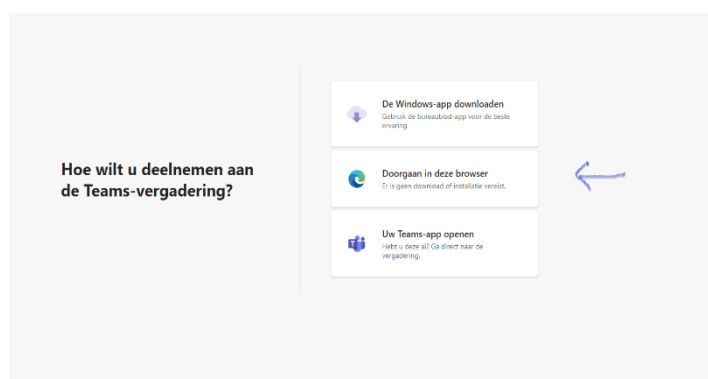 Hoe wilt u deelnemen aan
de Teams-vergadering?
De Windows-app downloaden
Gebruik de bureaublad-app voor de beste
ervaring.
Doorgaan in deze browser
Er is geen download of installatie vereist.
Uw Teams-app openen
Hebt u deze al? Ga direct naar de
vergadering.